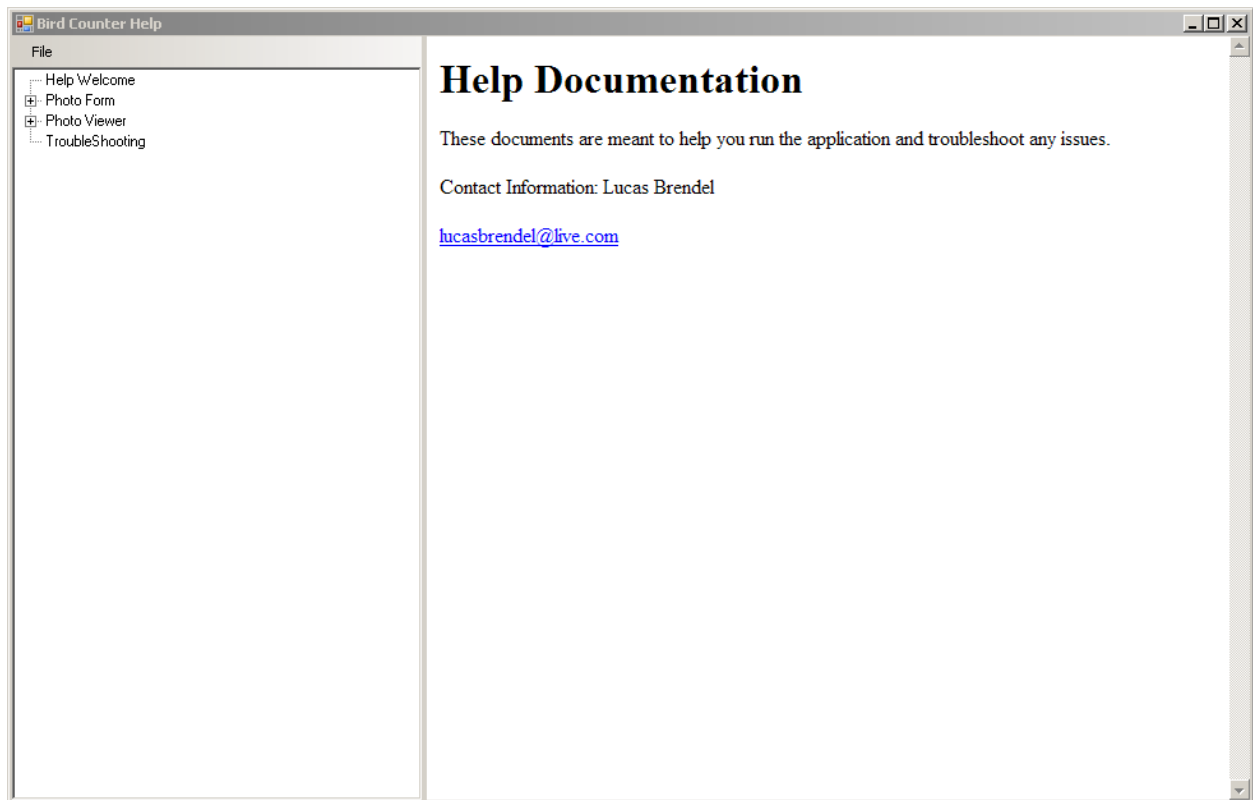 Bird Counter Help
File
Help Welcome
Photo Form
Photo Viewer
TroubleShooting
Help Documentation
These documents are meant to help you run the application and troubleshoot any issues.
Contact Information: Lucas Brendel
lucasbrendel@live.com